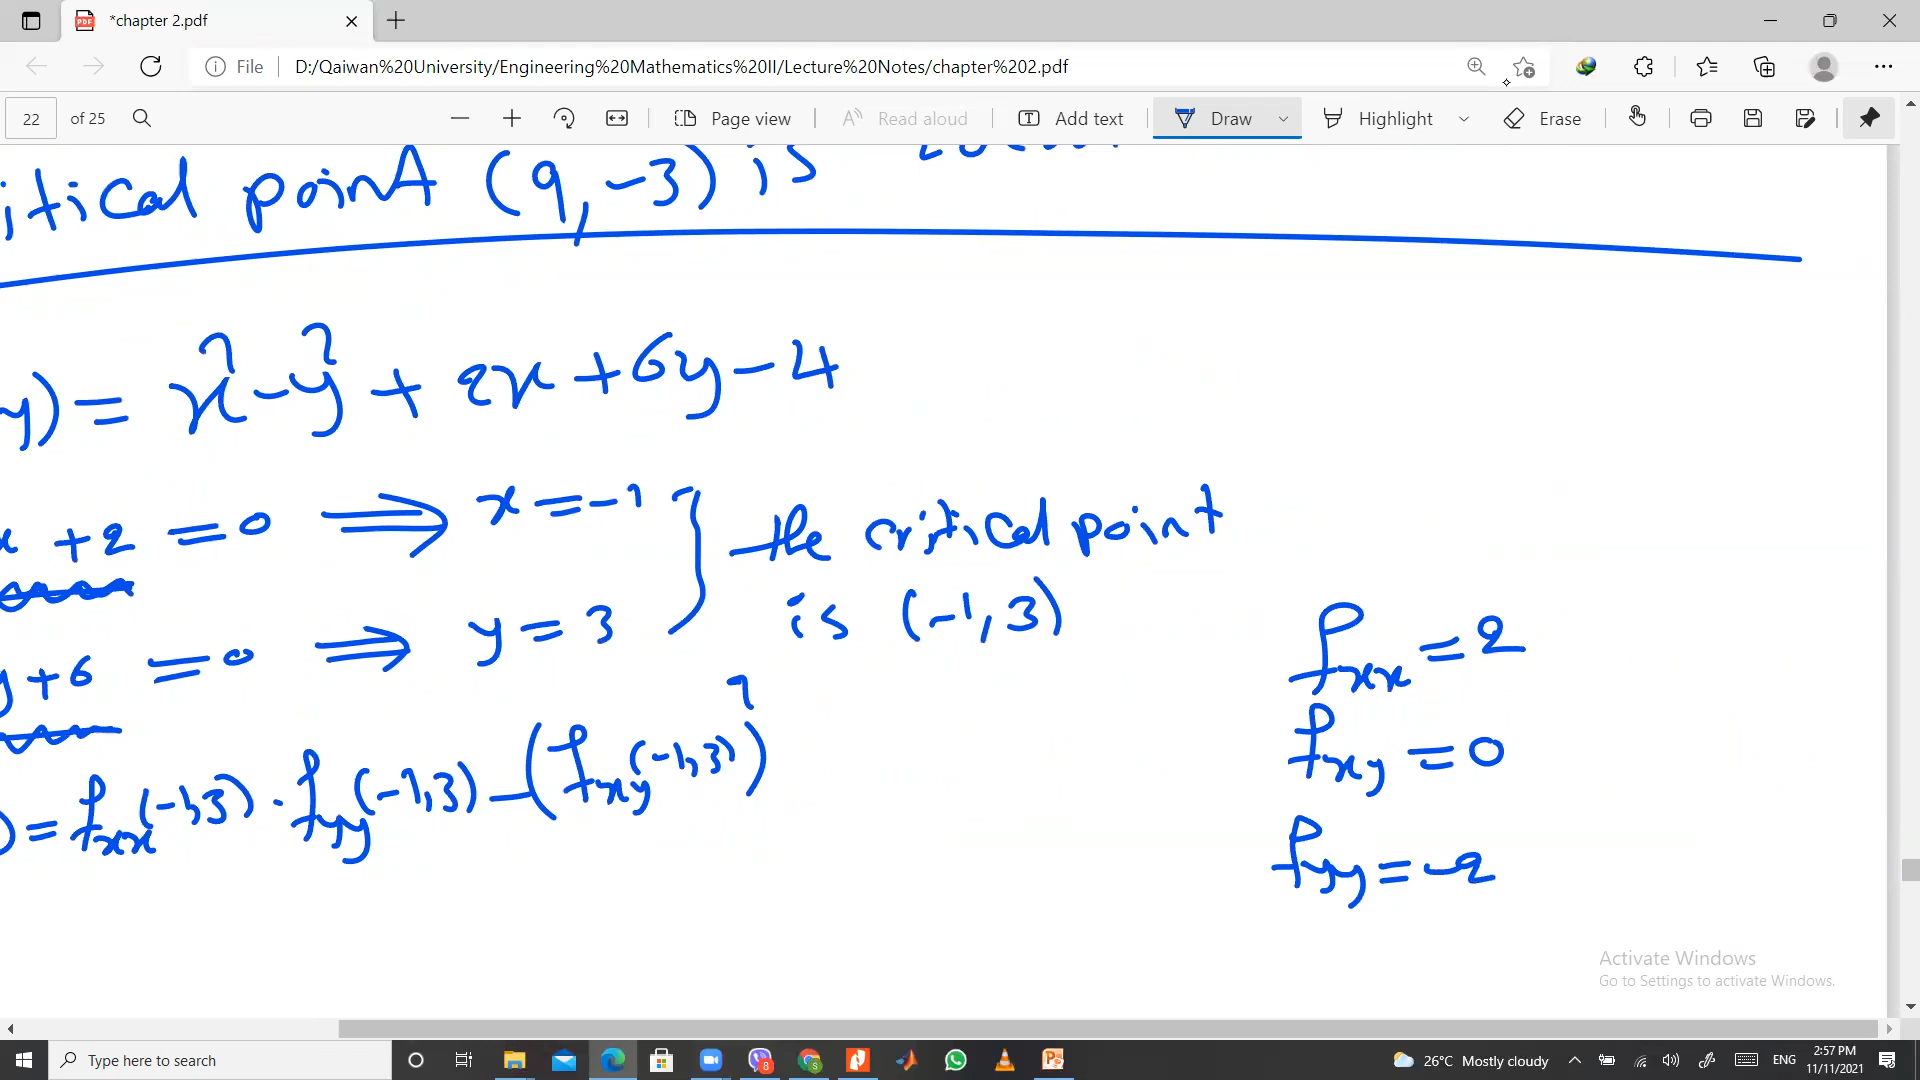 *chapter 2.pdf
File D:/Qaiwan%20University/Engineering%20Mathematics%20II/Lecture%20Notes/chapter%202.pdf
22 of 25 Page view Read aloud Add text Draw Highlight Erase
itical point (9,-3) is
y) = x²-y² + 2x+6y-4
x +2 =0 ⟹ x=-1 } the critical point
is (-1,3)
y+6 =0 ⟹ y=3
fxx =2
fxy =0
fyy =-2
)=fxx(-1,3)·fyy(-1,3)-(fxy(-1,3))²
Activate Windows
Go to Settings to activate Windows.
Type here to search
8
26°C Mostly cloudy ENG 2:57 PM
11/11/2021